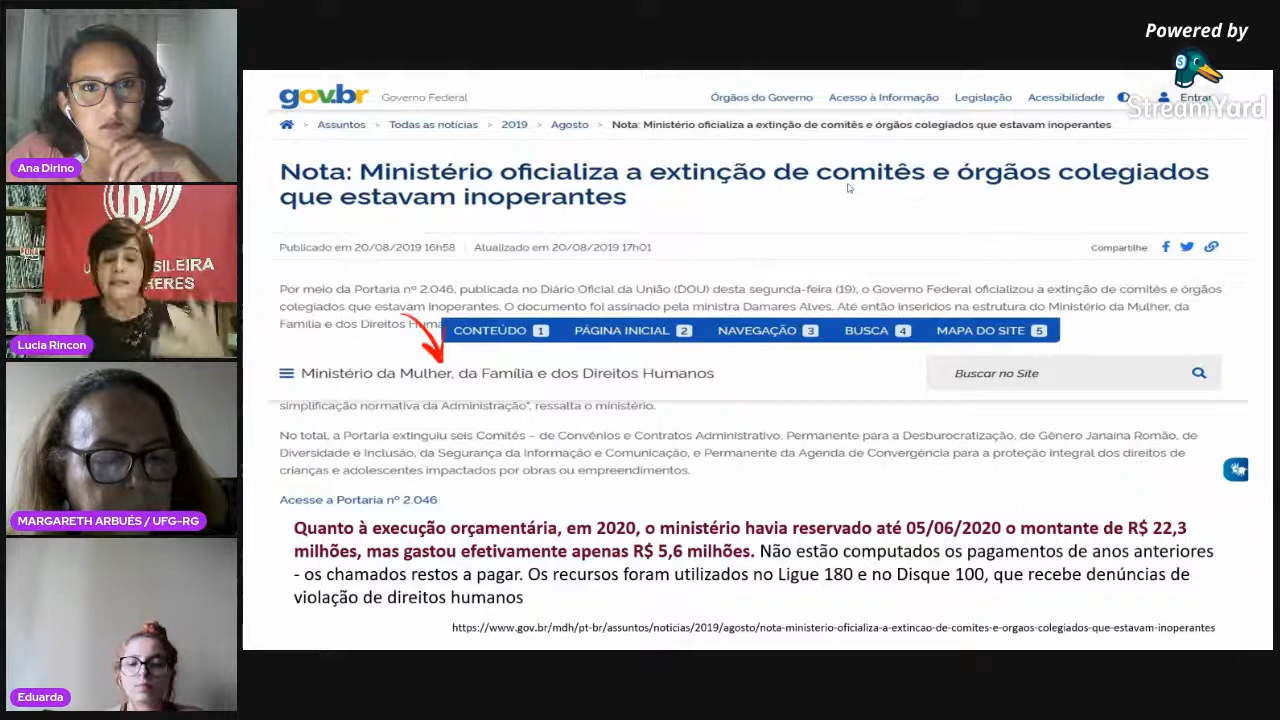 Powered by
StreamYard
Ana Dirino
UBM
SILEIRA
HERES
Lucia Rincon
MARGARETH ARBUÉS / UFG-RG
Eduarda
gov.br Governo Federal
Órgãos do Governo Acesso à Informação Legislação Acessibilidade Entrar
Assuntos > Todas as notícias > 2019 > Agosto > Nota: Ministério oficializa a extinção de comitês e órgãos colegiados que estavam inoperantes
Nota: Ministério oficializa a extinção de comitês e órgãos colegiados
que estavam inoperantes
Publicado em 20/08/2019 16h58 Atualizado em 20/08/2019 17h01 Compartilhe:
Por meio da Portaria nº 2.046, publicada no Diário Oficial da União (DOU) desta segunda-feira (19), o Governo Federal oficializou a extinção de comitês e órgãos
colegiados que estavam inoperantes. O documento foi assinado pela ministra Damares Alves. Até então inseridos na estrutura do Ministério da Mulher, da
Família e dos Direitos Huma
CONTEÚDO 1 PÁGINA INICIAL 2 NAVEGAÇÃO 3 BUSCA 4 MAPA DO SITE 5
Ministério da Mulher, da Família e dos Direitos Humanos Buscar no Site
simplificação normativa da Administração", ressalta o ministério.
No total, a Portaria extinguiu seis Comitês – de Convênios e Contratos Administrativo, Permanente para a Desburocratização, de Gênero Janaína Romão, de
Diversidade e Inclusão, da Segurança da Informação e Comunicação, e Permanente da Agenda de Convergência para a proteção integral dos direitos de
crianças e adolescentes impactados por obras ou empreendimentos.
Acesse a Portaria nº 2.046
Quanto à execução orçamentária, em 2020, o ministério havia reservado até 05/06/2020 o montante de R$ 22,3
milhões, mas gastou efetivamente apenas R$ 5,6 milhões. Não estão computados os pagamentos de anos anteriores
- os chamados restos a pagar. Os recursos foram utilizados no Ligue 180 e no Disque 100, que recebe denúncias de
violação de direitos humanos
https://www.gov.br/mdh/pt-br/assuntos/noticias/2019/agosto/nota-ministerio-oficializa-a-extincao-de-comites-e-orgaos-colegiados-que-estavam-inoperantes